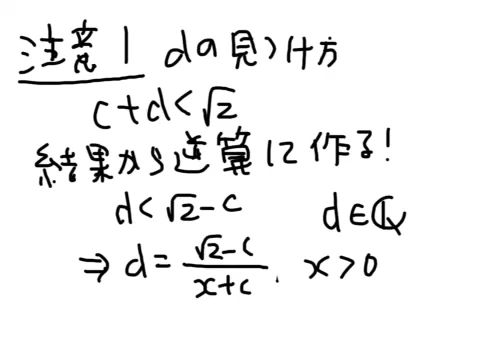 注意1 dの見つけ方
c+d<√2
結果から逆算に作る!
d<√2-c d∈ℚ
⇒ d=(√2-c)/(x+c). x>0